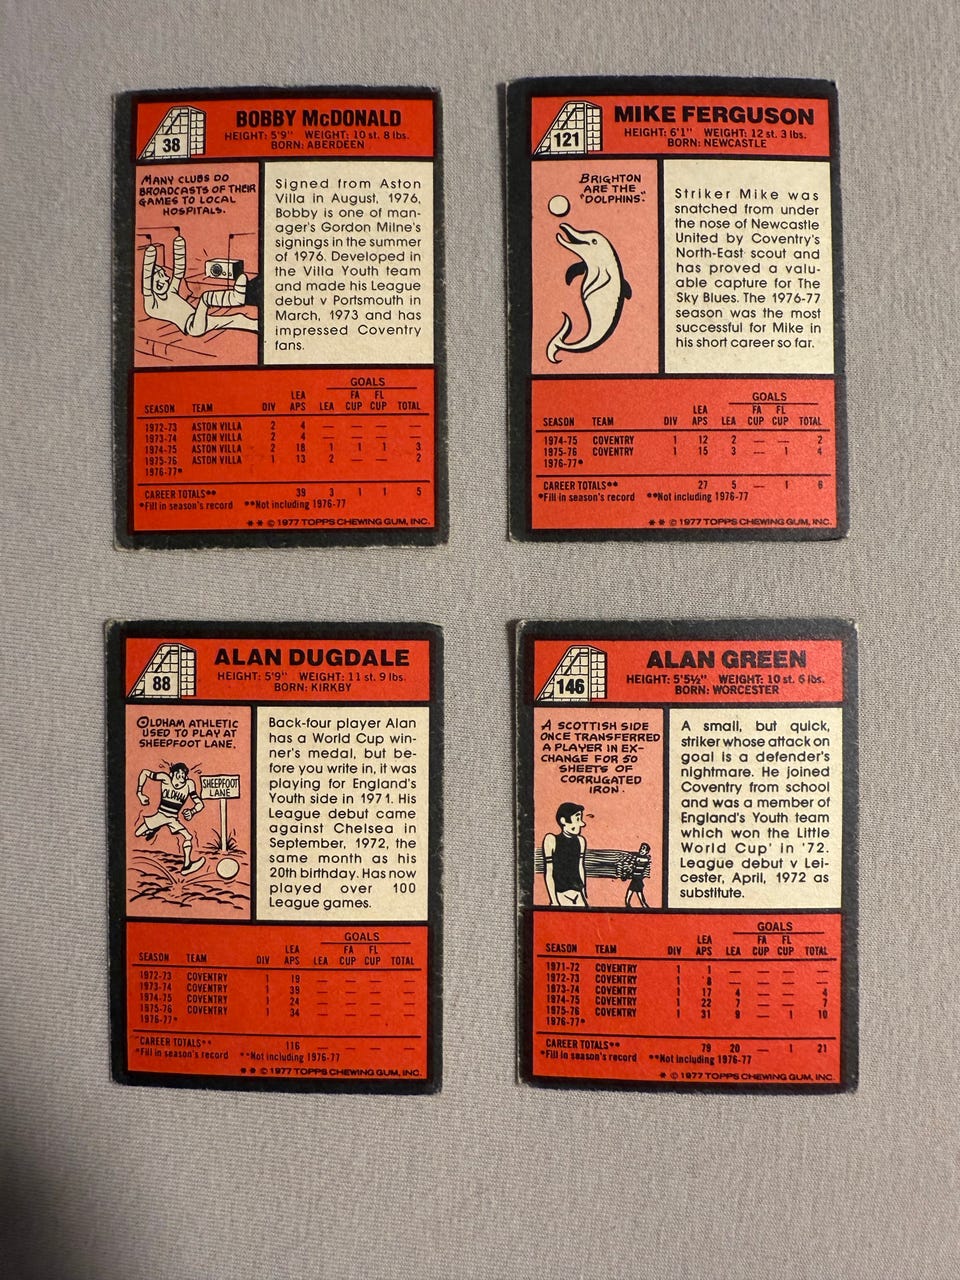 38
BOBBY McDONALD
HEIGHT: 5'9" WEIGHT: 10 st. 8 lbs.
BORN: ABERDEEN
MANY CLUBS DO
BROADCASTS OF THEIR
GAMES TO LOCAL
HOSPITALS.
Signed from Aston
Villa in August, 1976,
Bobby is one of man-
ager's Gordon Milne's
signings in the summer
of 1976. Developed in
the Villa Youth team
and made his League
debut v Portsmouth in
March, 1973 and has
impressed Coventry
fans.
GOALS
LEA FA FL
SEASON TEAM DIV APS LEA CUP CUP TOTAL
1972-73 ASTON VILLA 2 4 — — — —
1973-74 ASTON VILLA 2 4 — — — —
1974-75 ASTON VILLA 2 18 1 1 1 3
1975-76 ASTON VILLA 1 13 2 — — 2
1976-77*
CAREER TOTALS** 39 3 1 1 5
*Fill in season's record **Not including 1976-77
** © 1977 TOPPS CHEWING GUM, INC.
121
MIKE FERGUSON
HEIGHT: 6'1" WEIGHT: 12 st. 3 lbs.
BORN: NEWCASTLE
BRIGHTON
ARE THE
"DOLPHINS."
Striker Mike was
snatched from under
the nose of Newcastle
United by Coventry's
North-East scout and
has proved a valu-
able capture for The
Sky Blues. The 1976-77
season was the most
successful for Mike in
his short career so far.
GOALS
LEA FA FL
SEASON TEAM DIV APS LEA CUP CUP TOTAL
1974-75 COVENTRY 1 12 2 — — 2
1975-76 COVENTRY 1 15 3 — 1 4
1976-77*
CAREER TOTALS** 27 5 — 1 6
*Fill in season's record **Not including 1976-77
** © 1977 TOPPS CHEWING GUM, INC.
88
ALAN DUGDALE
HEIGHT: 5'9" WEIGHT: 11 st. 9 lbs.
BORN: KIRKBY
OLDHAM ATHLETIC
USED TO PLAY AT
SHEEPFOOT LANE.
SHEEPFOOT
LANE
OLDHAM
Back-four player Alan
has a World Cup win-
ner's medal, but be-
fore you write in, it was
playing for England's
Youth side in 1971. His
League debut came
against Chelsea in
September, 1972, the
same month as his
20th birthday. Has now
played over 100
League games.
GOALS
LEA FA FL
SEASON TEAM DIV APS LEA CUP CUP TOTAL
1972-73 COVENTRY 1 19 — — — —
1973-74 COVENTRY 1 39 — — — —
1974-75 COVENTRY 1 24 — — — —
1975-76 COVENTRY 1 34 — — — —
1976-77*
CAREER TOTALS** 116 — — — —
*Fill in season's record **Not including 1976-77
** © 1977 TOPPS CHEWING GUM, INC.
146
ALAN GREEN
HEIGHT: 5'5½" WEIGHT: 10 st. 6 lbs.
BORN: WORCESTER
A SCOTTISH SIDE
ONCE TRANSFERRED
A PLAYER IN EX-
CHANGE FOR 50
SHEETS OF
CORRUGATED
IRON.
A small, but quick,
striker whose attack on
goal is a defender's
nightmare. He joined
Coventry from school
and was a member of
England's Youth team
which won the Little
World Cup' in '72.
League debut v Lei-
cester, April, 1972 as
substitute.
GOALS
LEA FA FL
SEASON TEAM DIV APS LEA CUP CUP TOTAL
1971-72 COVENTRY 1 1 — — — —
1972-73 COVENTRY 1 8 — — — —
1973-74 COVENTRY 1 17 4 — — 4
1974-75 COVENTRY 1 22 7 — — 7
1975-76 COVENTRY 1 31 9 — 1 10
1976-77*
CAREER TOTALS** 79 20 — 1 21
*Fill in season's record **Not including 1976-77
** © 1977 TOPPS CHEWING GUM, INC.